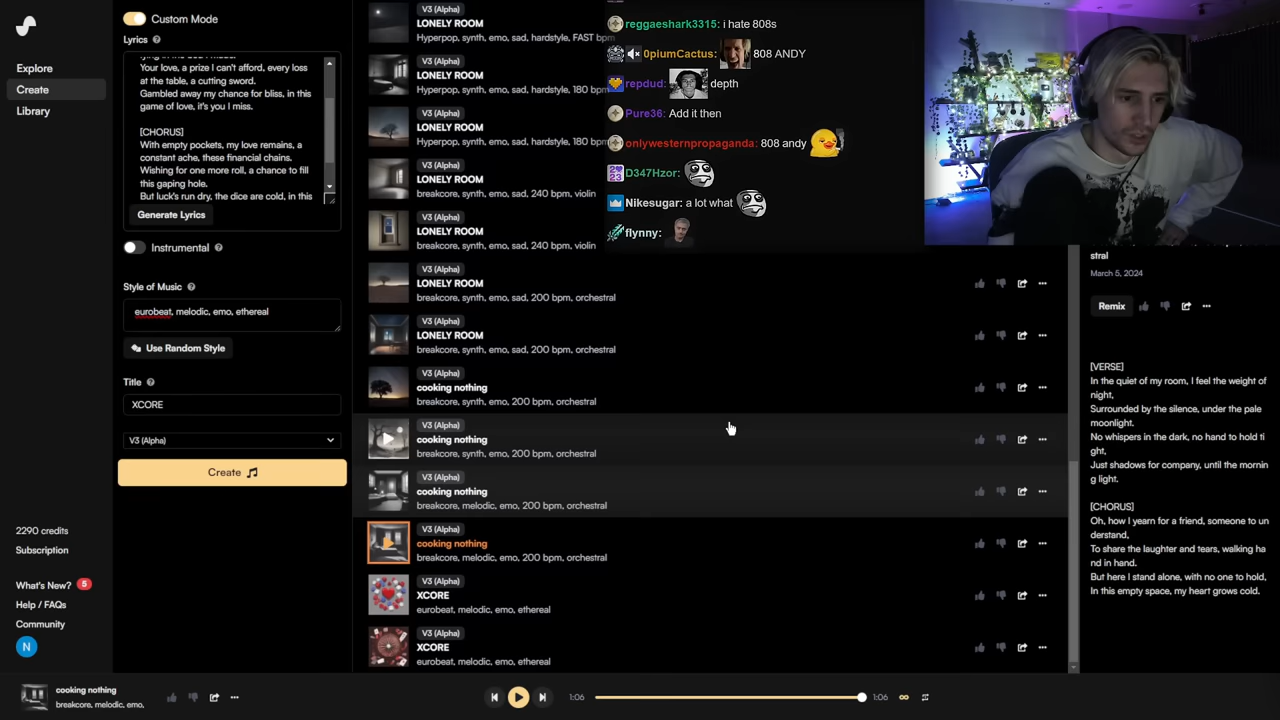 Custom Mode
Lyrics
Your love, a prize I can't afford, every loss
at the table, a cutting sword.
Gambled away my chance for bliss, in this
game of love, it's you I miss.
[CHORUS]
With empty pockets, my love remains, a
constant ache, these financial chains.
Wishing for one more roll, a chance to fill
this gaping hole.
But luck's run dry, the dice are cold, in this
Generate Lyrics
Instrumental
Style of Music
eurobeat, melodic, emo, ethereal
Use Random Style
Title
XCORE
V3 (Alpha)
Create
Explore
Create
Library
2290 credits
Subscription
What's New? 5
Help / FAQs
Community
N
V3 (Alpha)
LONELY ROOM
Hyperpop, synth, emo, sad, hardstyle, FAST bpm
V3 (Alpha)
LONELY ROOM
Hyperpop, synth, emo, sad, hardstyle, 180 bpm
V3 (Alpha)
LONELY ROOM
Hyperpop, synth, emo, sad, hardstyle, 180 bpm
V3 (Alpha)
LONELY ROOM
breakcore, synth, emo, sad, 240 bpm, violin
V3 (Alpha)
LONELY ROOM
breakcore, synth, emo, sad, 240 bpm, violin
V3 (Alpha)
LONELY ROOM
breakcore, synth, emo, sad, 200 bpm, orchestral
V3 (Alpha)
LONELY ROOM
breakcore, synth, emo, sad, 200 bpm, orchestral
V3 (Alpha)
cooking nothing
breakcore, synth, emo, 200 bpm, orchestral
V3 (Alpha)
cooking nothing
breakcore, synth, emo, 200 bpm, orchestral
V3 (Alpha)
cooking nothing
breakcore, melodic, emo, 200 bpm, orchestral
V3 (Alpha)
cooking nothing
breakcore, melodic, emo, 200 bpm, orchestral
V3 (Alpha)
XCORE
eurobeat, melodic, emo, ethereal
V3 (Alpha)
XCORE
eurobeat, melodic, emo, ethereal
reggaeshark3315: i hate 808s
0piumCactus: 808 ANDY
repdud: depth
Pure36: Add it then
onlywesternpropaganda: 808 andy
D347Hzor:
Nikesugar: a lot what
flynny:
stral
March 5, 2024
Remix
[VERSE]
In the quiet of my room, I feel the weight of
night,
Surrounded by the silence, under the pale
moonlight.
No whispers in the dark, no hand to hold ti
ght,
Just shadows for company, until the mornin
g light.
[CHORUS]
Oh, how I yearn for a friend, someone to un
derstand,
To share the laughter and tears, walking ha
nd in hand.
But here I stand alone, with no one to hold,
In this empty space, my heart grows cold.
cooking nothing
breakcore, melodic, emo,
1:06
1:06